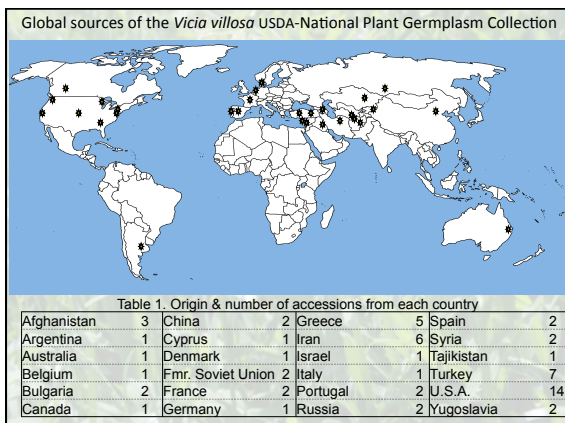 Global sources of the Vicia villosa USDA-National Plant Germplasm Collection
Table 1. Origin & number of accessions from each country
Afghanistan 3 China 2 Greece 5 Spain 2
Argentina 1 Cyprus 1 Iran 6 Syria 2
Australia 1 Denmark 1 Israel 1 Tajikistan 1
Belgium 1 Fmr. Soviet Union 2 Italy 1 Turkey 7
Bulgaria 2 France 2 Portugal 2 U.S.A. 14
Canada 1 Germany 1 Russia 2 Yugoslavia 2